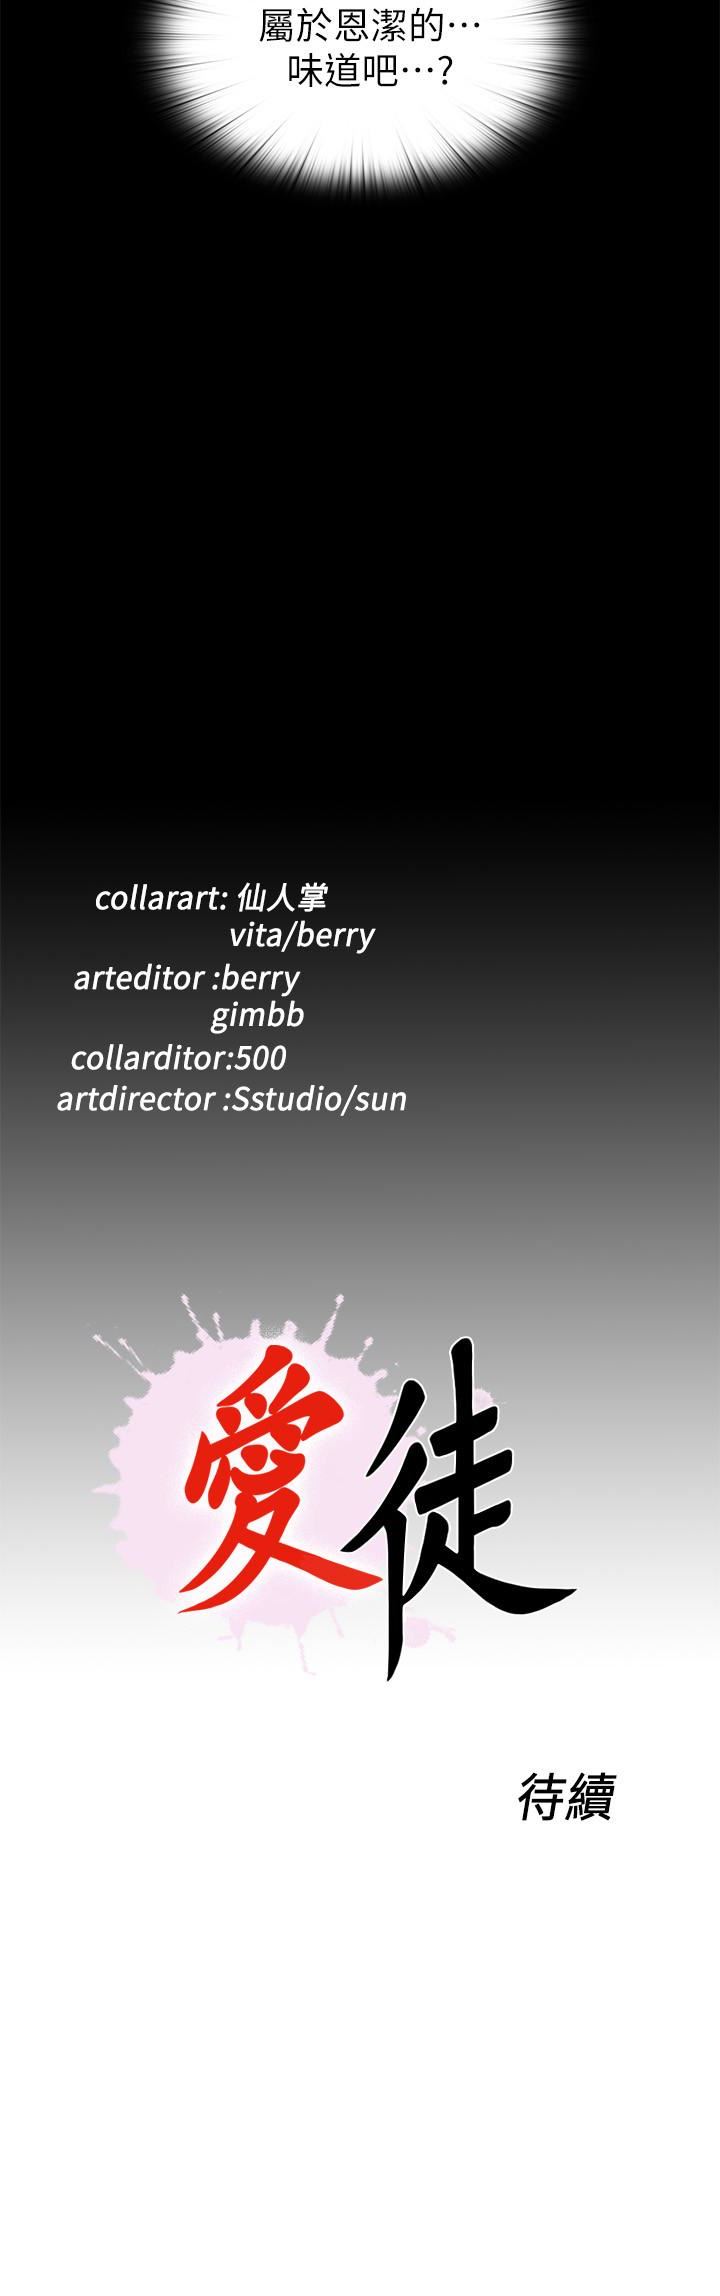 屬於恩潔的…
味道吧…?
collarart: 仙人掌
vita/berry
arteditor :berry
gimbb
collarditor:500
artdirector :Sstudio/sun
愛徒
待續